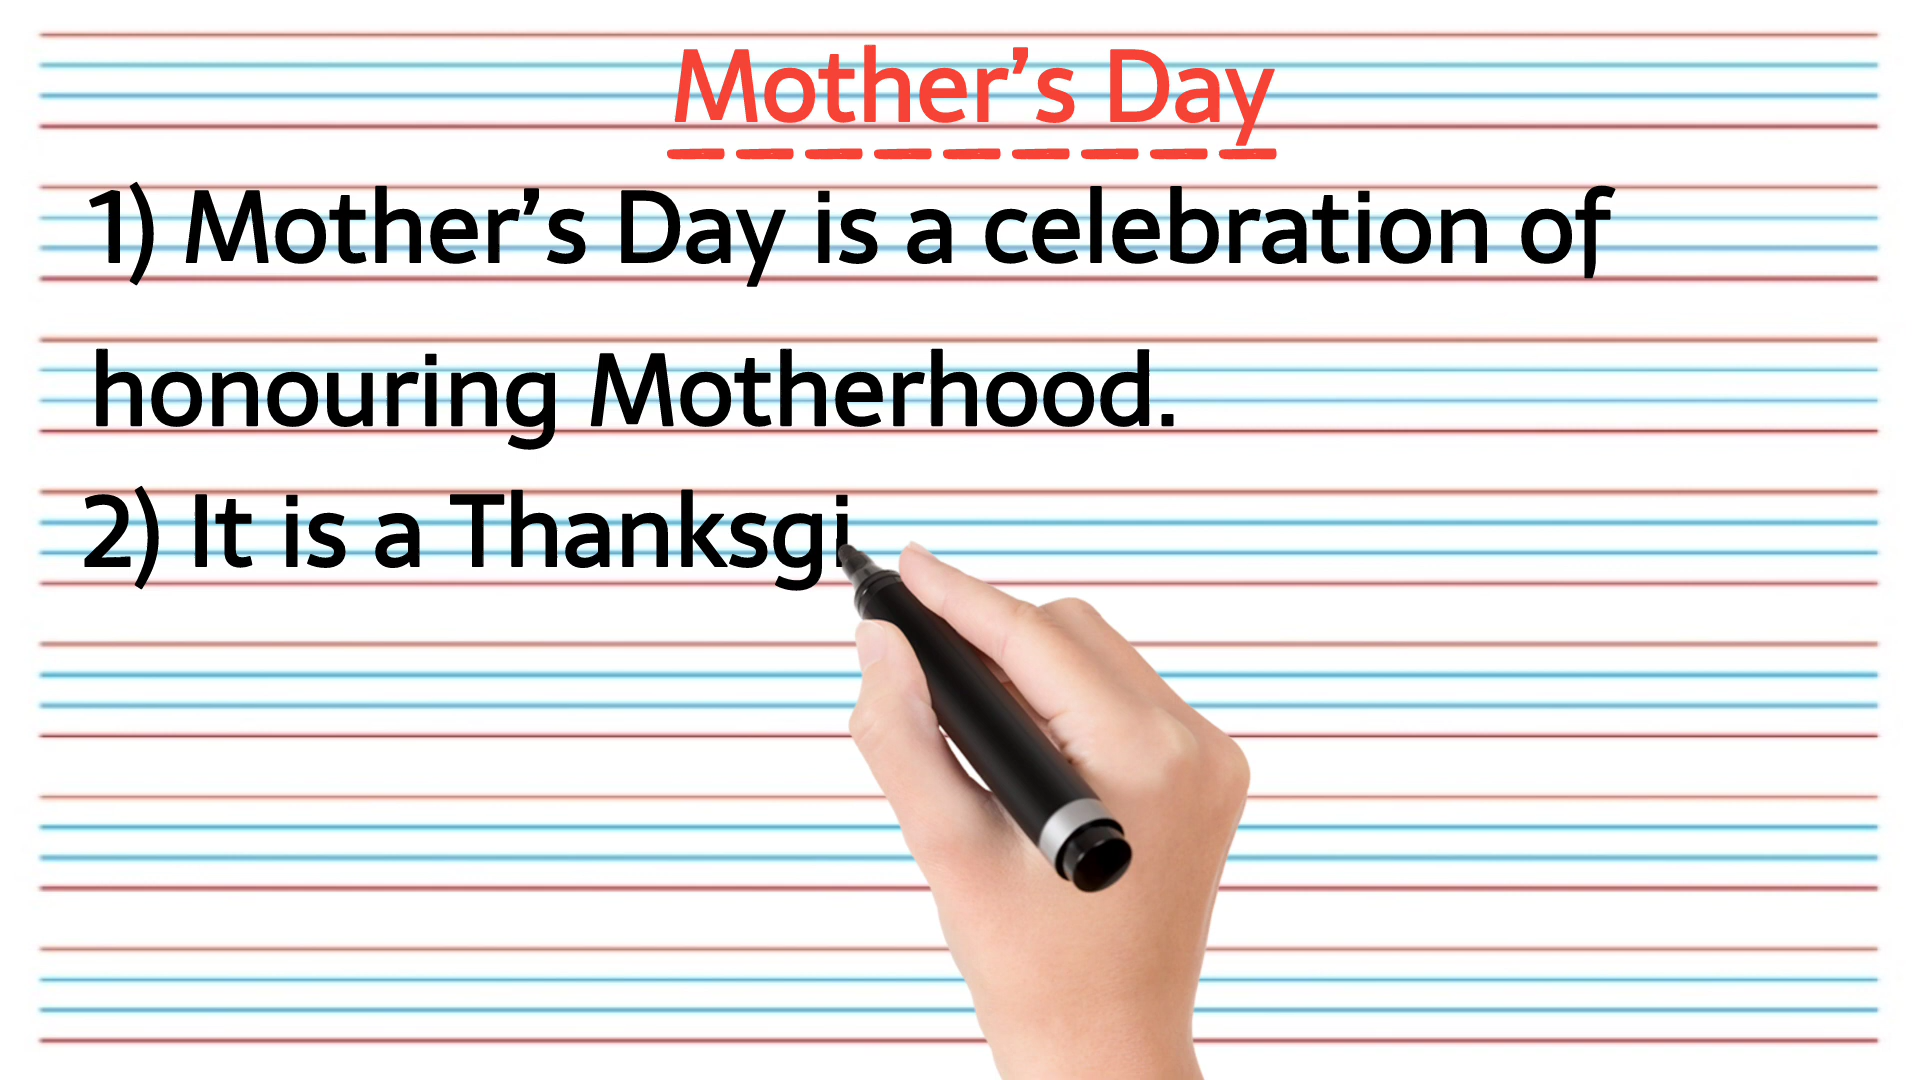 Mother’s Day
1) Mother’s Day is a celebration of
honouring Motherhood.
2) It is a Thanksgi